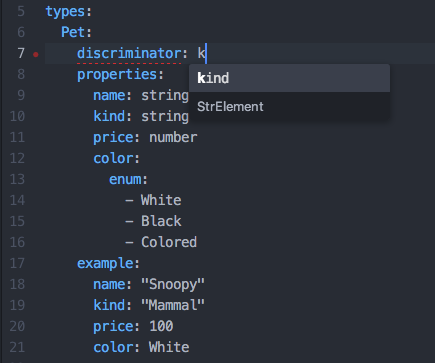 5 types:
6   Pet:
7     discriminator: k
kind
StrElement
8     properties:
9       name: string
10       kind: string
11       price: number
12       color:
13         enum:
14           - White
15           - Black
16           - Colored
17     example:
18       name: "Snoopy"
19       kind: "Mammal"
20       price: 100
21       color: White